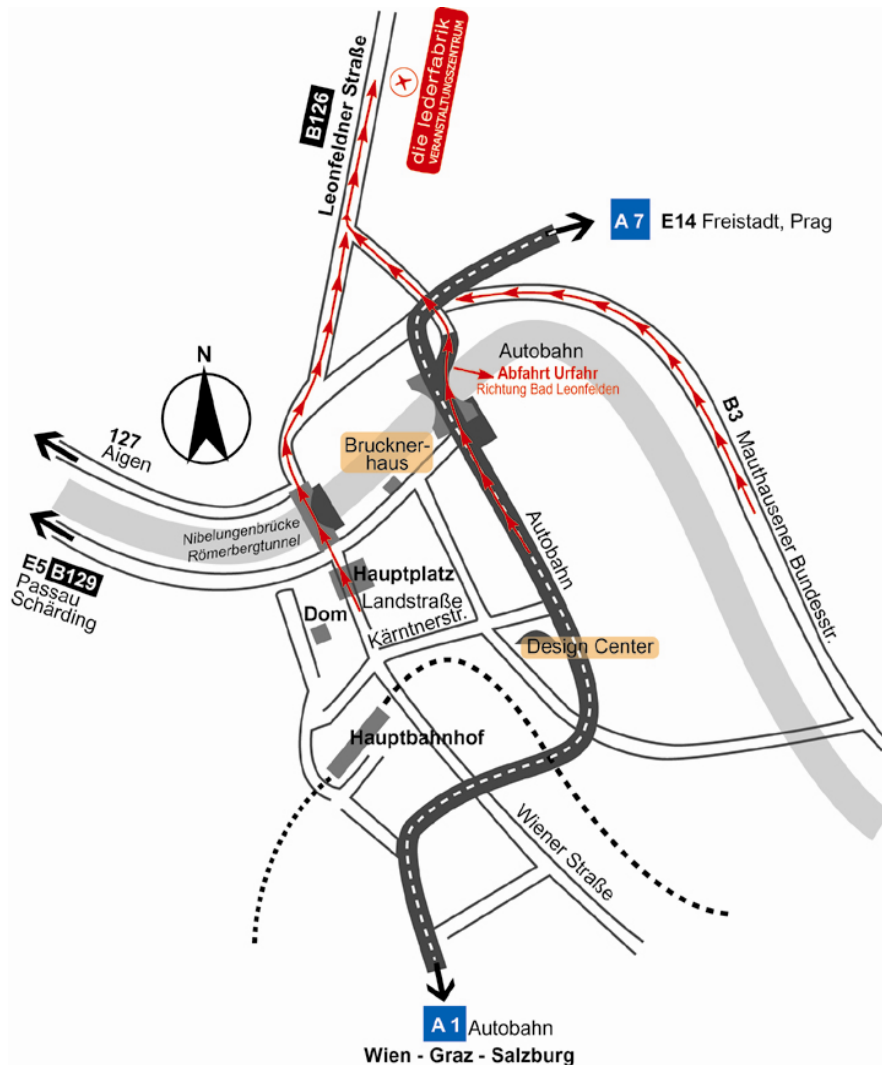 die lederfabrik
VERANSTALTUNGSZENTRUM
B126
Leonfeldner Straße
A 7 E14 Freistadt, Prag
N
Autobahn
Abfahrt Urfahr
Richtung Bad Leonfelden
127
Aigen
Bruckner-
haus
B3 Mauthausener Bundesstr.
Nibelungenbrücke
Römerbergtunnel
E5 B129
Passau
Schärding
Autobahn
Hauptplatz
Landstraße
Dom
Kärntnerstr.
Design Center
Hauptbahnhof
Wiener Straße
A 1 Autobahn
Wien - Graz - Salzburg